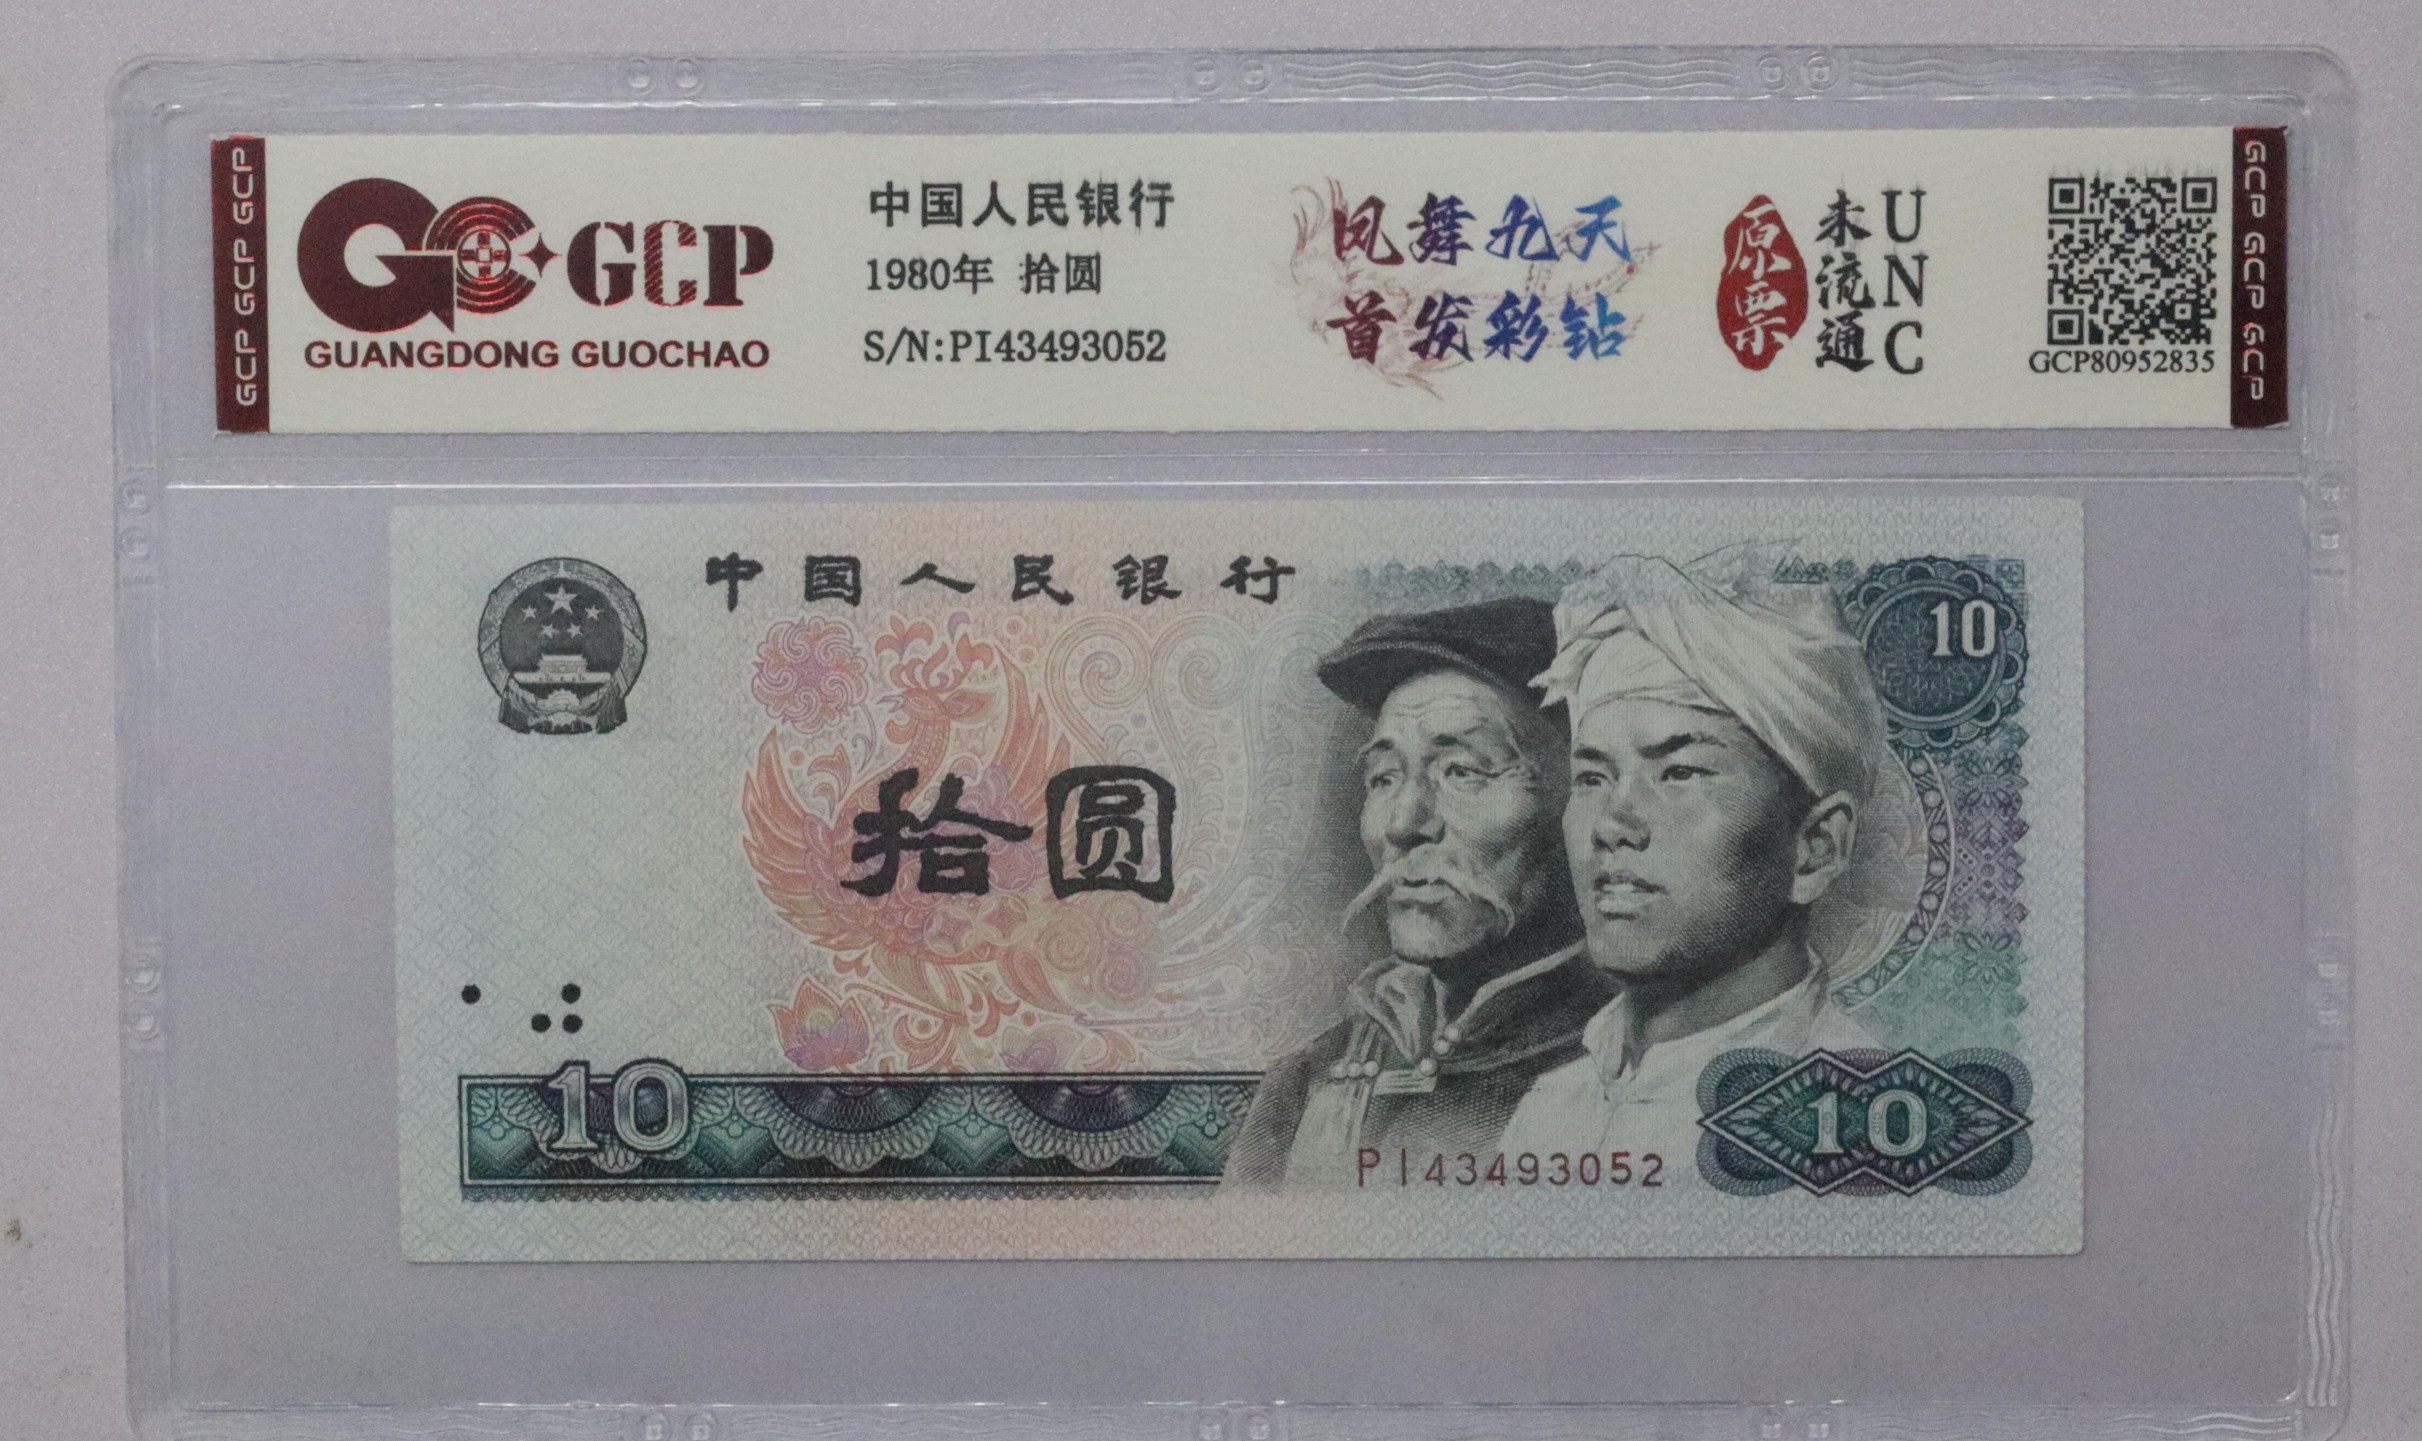 GCP GCP GCP
GCP
GUANGDONG GUOCHAO
中国人民银行
1980年 拾圆
S/N:PI43493052
凤舞九天
首发彩钻
原票
未流通
UNC
GCP80952835
GCP GCP GCP
中国人民银行
10
拾圆
10
PI43493052
10